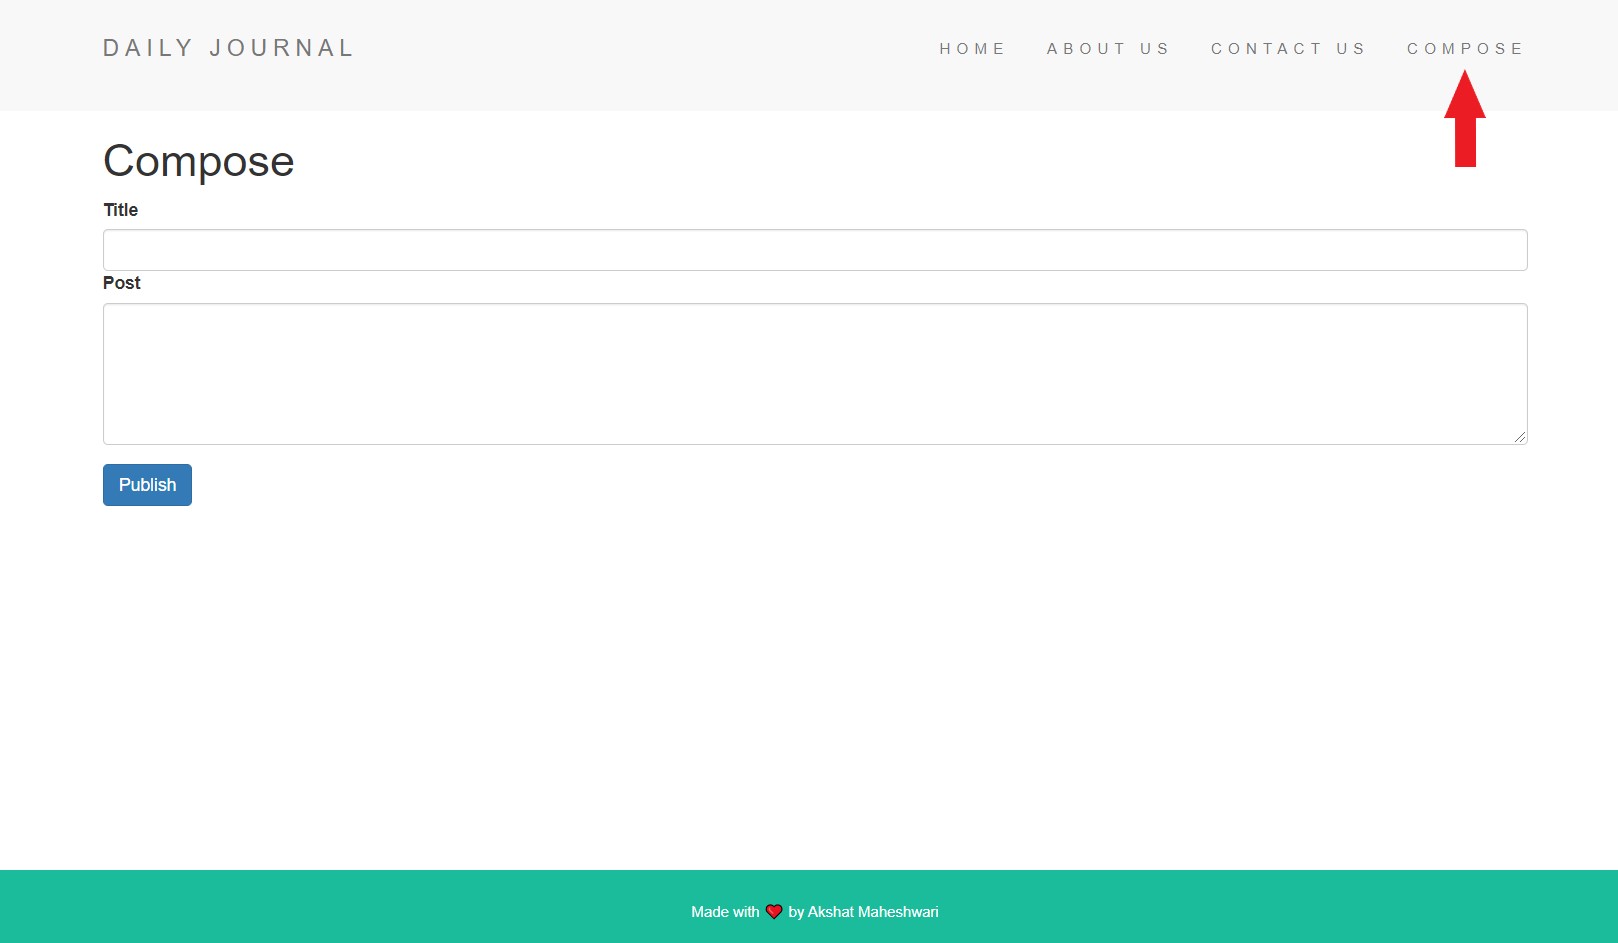 DAILY JOURNAL
HOME ABOUT US CONTACT US COMPOSE
Compose
Title
Post
Publish
Made with ❤ by Akshat Maheshwari